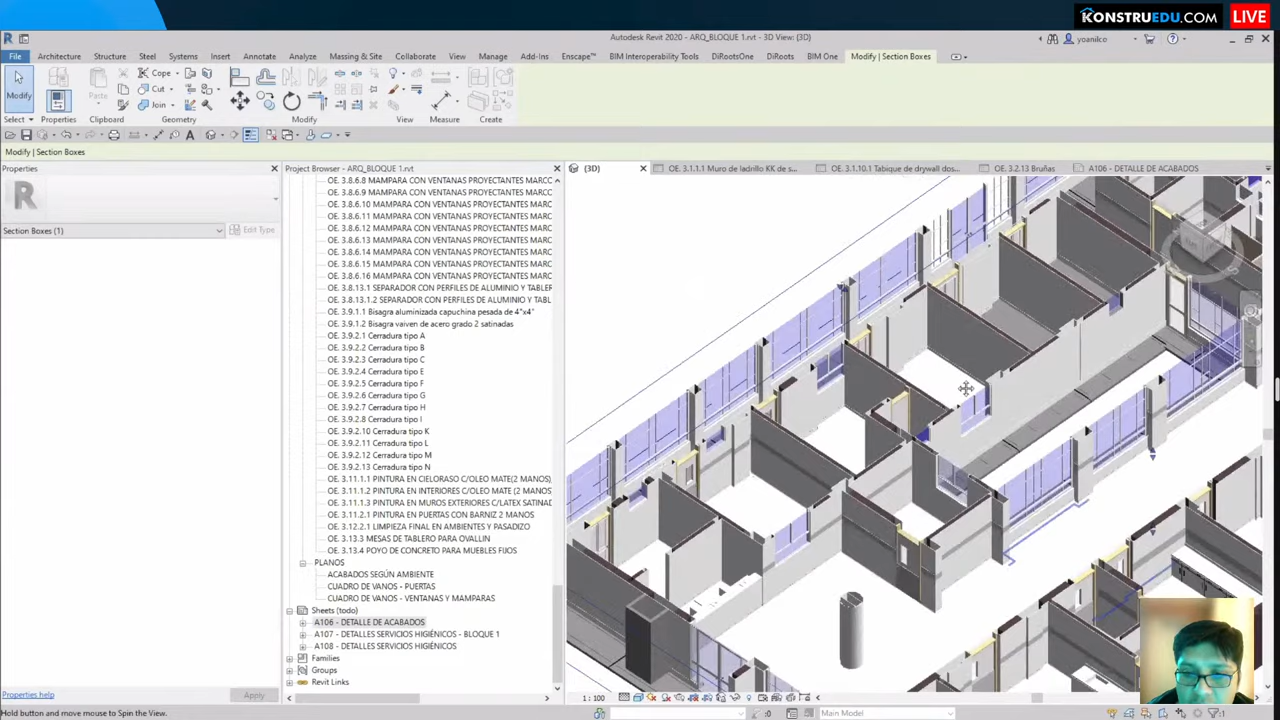 KONSTRUEDU.COM LIVE
Autodesk Revit 2020 - ARQ_BLOQUE 1.rvt - 3D View: {3D}
yoanilco
File Architecture Structure Steel Systems Insert Annotate Analyze Massing & Site Collaborate View Manage Add-Ins Enscape™ BIM Interoperability Tools DiRootsOne DiRoots BIM One Modify | Section Boxes
Modify Paste Cope Cut Join
Select Properties Clipboard Geometry Modify View Measure Create
Modify | Section Boxes
Properties
Section Boxes (1) Edit Type
Properties help Apply
Project Browser - ARQ_BLOQUE 1.rvt
OE. 3.8.6.8 MAMPARA CON VENTANAS PROYECTANTES MARCO
OE. 3.8.6.9 MAMPARA CON VENTANAS PROYECTANTES MARCO
OE. 3.8.6.10 MAMPARA CON VENTANAS PROYECTANTES MARC
OE. 3.8.6.11 MAMPARA CON VENTANAS PROYECTANTES MARC
OE. 3.8.6.12 MAMPARA CON VENTANAS PROYECTANTES MARC
OE. 3.8.6.13 MAMPARA CON VENTANAS PROYECTANTES MARC
OE. 3.8.6.14 MAMPARA CON VENTANAS PROYECTANTES MARC
OE. 3.8.6.15 MAMPARA CON VENTANAS PROYECTANTES MARC
OE. 3.8.6.16 MAMPARA CON VENTANAS PROYECTANTES MARC
OE. 3.8.13.1 SEPARADOR CON PERFILES DE ALUMINIO Y TABLER
OE. 3.8.13.1.2 SEPARADOR CON PERFILES DE ALUMINIO Y TABL
OE. 3.9.1.1 Bisagra aluminizada capuchina pesada de 4"x4"
OE. 3.9.1.2 Bisagra vaiven de acero grado 2 satinadas
OE. 3.9.2.1 Cerradura tipo A
OE. 3.9.2.2 Cerradura tipo B
OE. 3.9.2.3 Cerradura tipo C
OE. 3.9.2.4 Cerradura tipo E
OE. 3.9.2.5 Cerradura tipo F
OE. 3.9.2.6 Cerradura tipo G
OE. 3.9.2.7 Cerradura tipo H
OE. 3.9.2.8 Cerradura tipo I
OE. 3.9.2.10 Cerradura tipo K
OE. 3.9.2.11 Cerradura tipo L
OE. 3.9.2.12 Cerradura tipo M
OE. 3.9.2.13 Cerradura tipo N
OE. 3.11.1.1 PINTURA EN CIELORASO C/OLEO MATE(2 MANOS)
OE. 3.11.1.2 PINTURA EN INTERIORES C/OLEO MATE (2 MANOS)
OE. 3.11.1.3 PINTURA EN MUROS EXTERIORES C/LATEX SATINAD
OE. 3.11.2.1 PINTURA EN PUERTAS CON BARNIZ 2 MANOS
OE. 3.12.2.1 LIMPIEZA FINAL EN AMBIENTES Y PASADIZO
OE. 3.13.3 MESAS DE TABLERO PARA OVALLIN
OE. 3.13.4 POYO DE CONCRETO PARA MUEBLES FIJOS
PLANOS
ACABADOS SEGÚN AMBIENTE
CUADRO DE VANOS - PUERTAS
CUADRO DE VANOS - VENTANAS Y MAMPARAS
Sheets (todo)
A106 - DETALLE DE ACABADOS
A107 - DETALLES SERVICIOS HIGIÉNICOS - BLOQUE 1
A108 - DETALLES SERVICIOS HIGIÉNICOS
Families
Groups
Revit Links
{3D} OE. 3.1.1.1 Muro de ladrillo KK de s... OE. 3.1.10.1 Tabique de drywall dos... OE. 3.2.13 Bruñas A106 - DETALLE DE ACABADOS
1 : 100
Hold button and move mouse to Spin the View. :0 Main Model :1